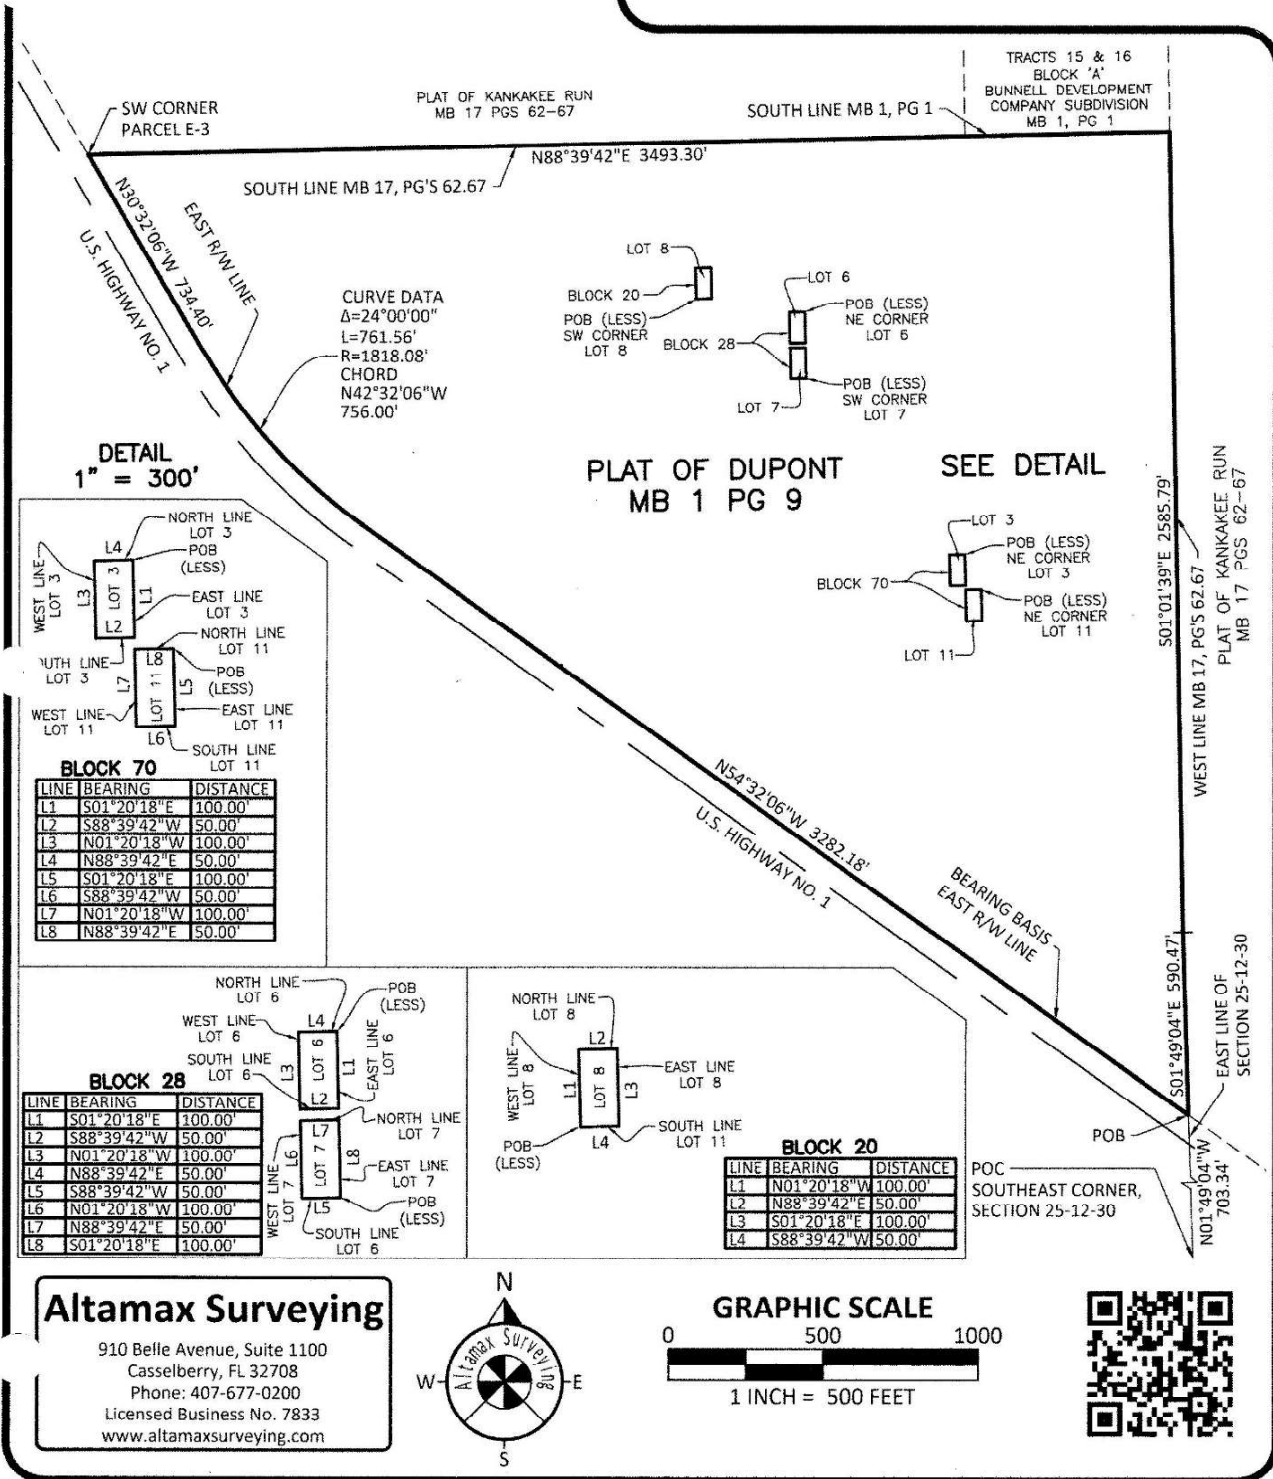 TRACTS 15 & 16
BLOCK 'A'
BUNNELL DEVELOPMENT
COMPANY SUBDIVISION
MB 1, PG 1
SW CORNER
PARCEL E-3
PLAT OF KANKAKEE RUN
MB 17 PGS 62-67
SOUTH LINE MB 1, PG 1
N88°39'42"E 3493.30'
SOUTH LINE MB 17, PG'S 62.67
N30°32'06"W 734.40'
EAST R/W LINE
U.S. HIGHWAY NO. 1
CURVE DATA
Δ=24°00'00"
L=761.56'
R=1818.08'
CHORD
N42°32'06"W
756.00'
LOT 8
BLOCK 20
POB (LESS)
SW CORNER
LOT 8
LOT 6
POB (LESS)
NE CORNER
LOT 6
BLOCK 28
POB (LESS)
SW CORNER
LOT 7
LOT 7
PLAT OF DUPONT
MB 1 PG 9
SEE DETAIL
LOT 3
POB (LESS)
NE CORNER
LOT 3
BLOCK 70
POB (LESS)
NE CORNER
LOT 11
LOT 11
S01°01'39"E 2585.79'
WEST LINE MB 17, PG'S 62.67
PLAT OF KANKAKEE RUN
MB 17 PGS 62-67
N54°32'06"W 3282.18'
U.S. HIGHWAY NO. 1
BEARING BASIS
EAST R/W LINE
S01°49'04"E 590.47'
EAST LINE OF
SECTION 25-12-30
POB
POC
SOUTHEAST CORNER,
SECTION 25-12-30
N01°49'04"W
703.34'
DETAIL
1" = 300'
NORTH LINE
LOT 3
L4
POB
(LESS)
WEST LINE
LOT 3
L3
LOT 3
L1
EAST LINE
LOT 3
L2
NORTH LINE
LOT 11
UTH LINE
LOT 3
L8
POB
(LESS)
L7
LOT 11
L5
WEST LINE
LOT 11
EAST LINE
LOT 11
L6
SOUTH LINE
LOT 11
BLOCK 70
LINE BEARING DISTANCE
L1 S01°20'18"E 100.00'
L2 S88°39'42"W 50.00'
L3 N01°20'18"W 100.00'
L4 N88°39'42"E 50.00'
L5 S01°20'18"E 100.00'
L6 S88°39'42"W 50.00'
L7 N01°20'18"W 100.00'
L8 N88°39'42"E 50.00'
NORTH LINE
LOT 6
POB
(LESS)
WEST LINE
LOT 6
L4
SOUTH LINE
LOT 6
L3
LOT 6
L1
EAST LINE
LOT 6
L2
NORTH LINE
LOT 7
L7
WEST LINE
LOT 7
L6
LOT 7
L8
EAST LINE
LOT 7
L5
POB
(LESS)
SOUTH LINE
LOT 6
BLOCK 28
LINE BEARING DISTANCE
L1 S01°20'18"E 100.00'
L2 S88°39'42"W 50.00'
L3 N01°20'18"W 100.00'
L4 N88°39'42"E 50.00'
L5 S88°39'42"W 50.00'
L6 N01°20'18"W 100.00'
L7 N88°39'42"E 50.00'
L8 S01°20'18"E 100.00'
NORTH LINE
LOT 8
L2
WEST LINE
LOT 8
L1
LOT 8
L3
EAST LINE
LOT 8
POB
(LESS)
L4
SOUTH LINE
LOT 11
BLOCK 20
LINE BEARING DISTANCE
L1 N01°20'18"W 100.00'
L2 N88°39'42"E 50.00'
L3 S01°20'18"E 100.00'
L4 S88°39'42"W 50.00'
Altamax Surveying
910 Belle Avenue, Suite 1100
Casselberry, FL 32708
Phone: 407-677-0200
Licensed Business No. 7833
www.altamaxsurveying.com
N
W
Altamax Surveying
E
S
GRAPHIC SCALE
0 500 1000
1 INCH = 500 FEET